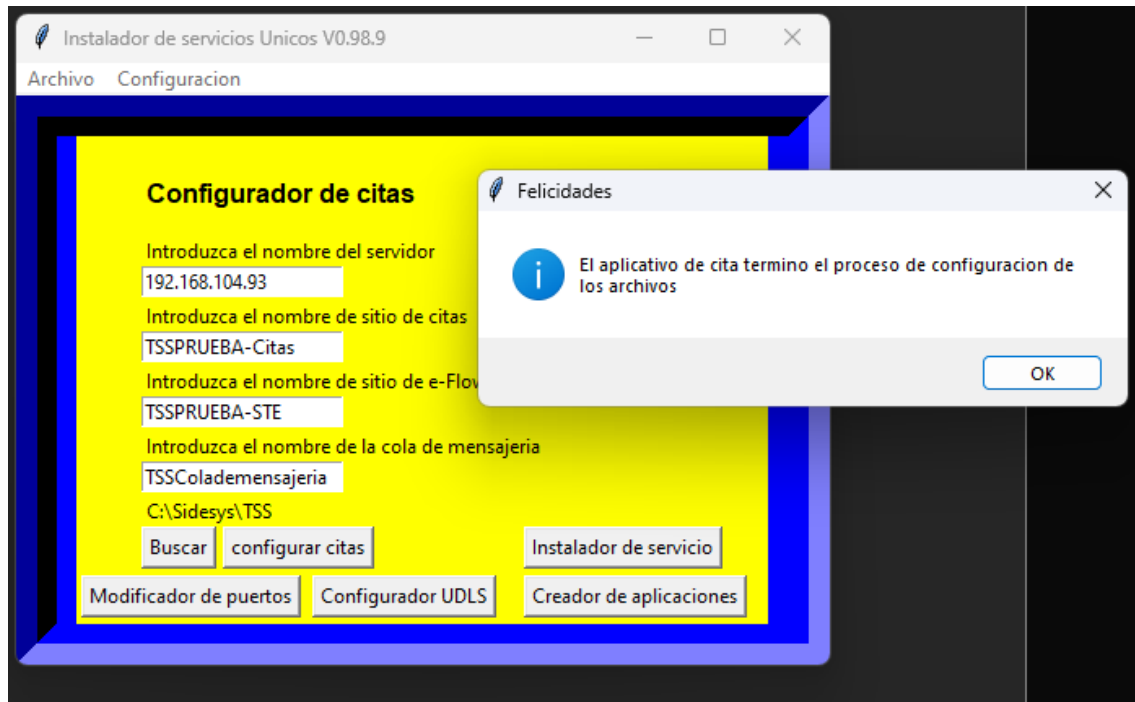 Instalador de servicios Unicos V0.98.9
Archivo Configuracion
Configurador de citas
Introduzca el nombre del servidor
192.168.104.93
Introduzca el nombre de sitio de citas
TSSPRUEBA-Citas
Introduzca el nombre de sitio de e-Flow
TSSPRUEBA-STE
Introduzca el nombre de la cola de mensajeria
TSSColademensajeria
C:\Sidesys\TSS
Buscar configurar citas Instalador de servicio
Modificador de puertos Configurador UDLS Creador de aplicaciones
Felicidades
El aplicativo de cita termino el proceso de configuracion de
los archivos
OK